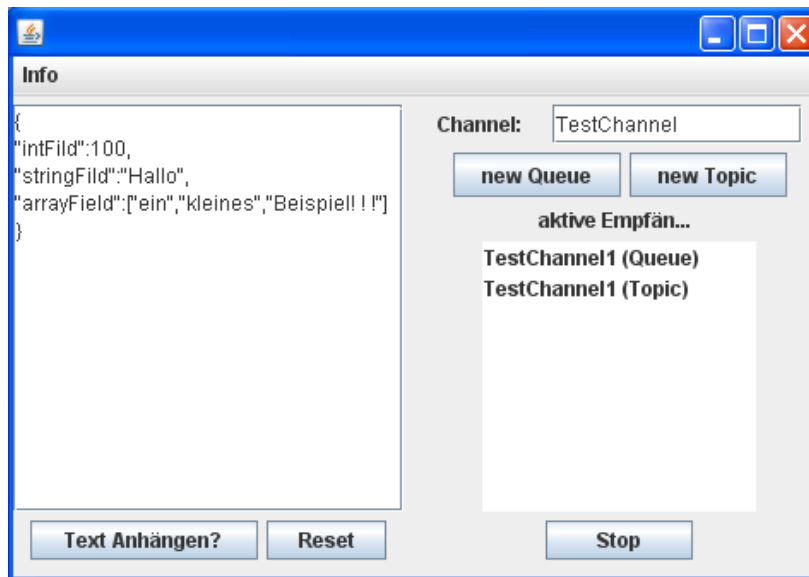 Info
{
"intFild":100,
"stringFild":"Hallo",
"arrayField":["ein","kleines","Beispiel! ! !"]
}
Text Anhängen?
Reset
Channel:
TestChannel
new Queue
new Topic
aktive Empfän...
TestChannel1 (Queue)
TestChannel1 (Topic)
Stop